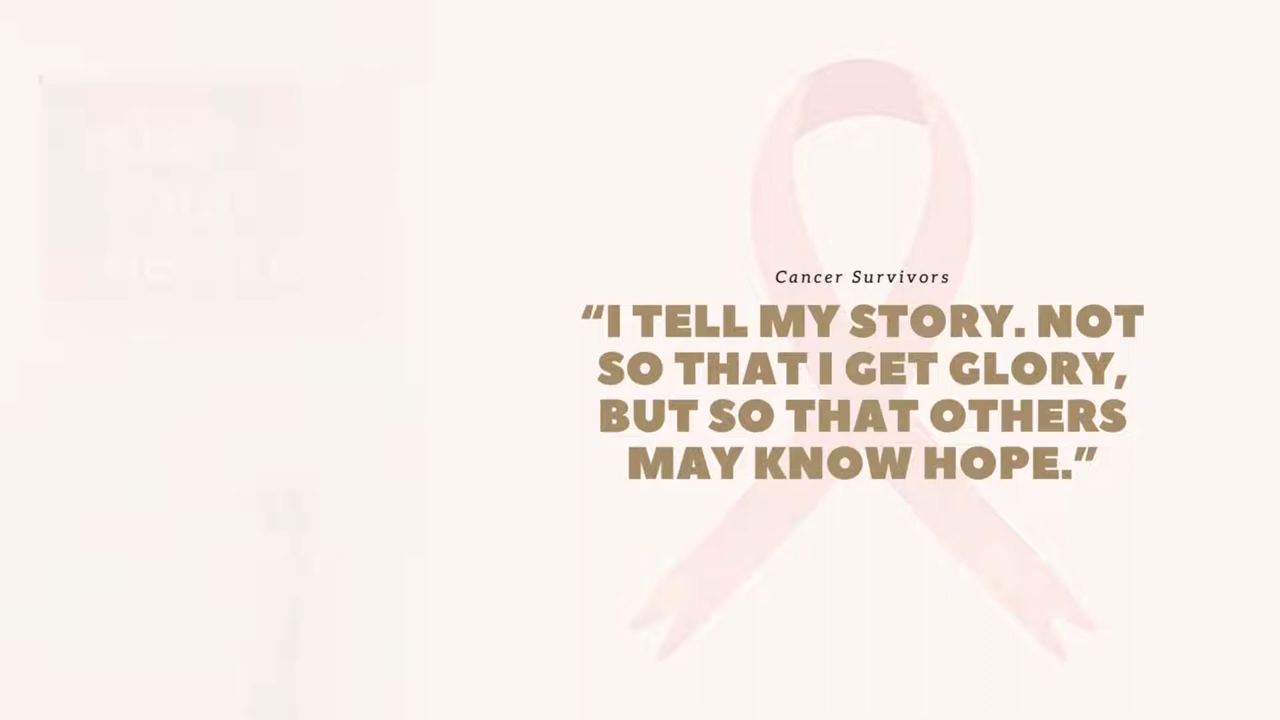 Cancer Survivors
“I TELL MY STORY. NOT
SO THAT I GET GLORY,
BUT SO THAT OTHERS
MAY KNOW HOPE.”